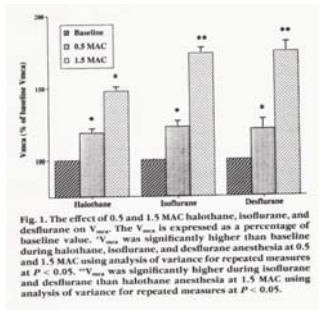 200
Baseline
0.5 MAC
1.5 MAC
Vmca (% of baseline Vmca)
150
100
* * * ** * **
Halothane Isoflurane Desflurane
Fig. 1. The effect of 0.5 and 1.5 MAC halothane, isoflurane, and
desflurane on Vmca. The Vmca is expressed as a percentage of
baseline value. *Vmca was significantly higher than baseline
during halothane, isoflurane, and desflurane anesthesia at 0.5
and 1.5 MAC using analysis of variance for repeated measures
at P < 0.05. **Vmca was significantly higher during isoflurane
and desflurane than halothane anesthesia at 1.5 MAC using
analysis of variance for repeated measures at P < 0.05.